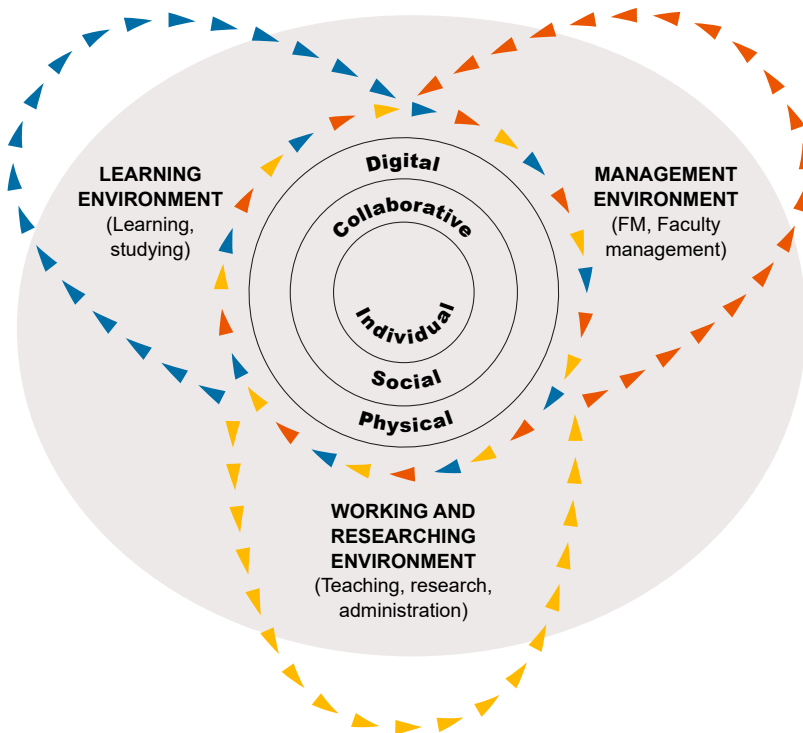 Digital
Collaborative
LEARNING
ENVIRONMENT
(Learning,
studying)
MANAGEMENT
ENVIRONMENT
(FM, Faculty
management)
Individual
Social
Physical
WORKING AND
RESEARCHING
ENVIRONMENT
(Teaching, research,
administration)